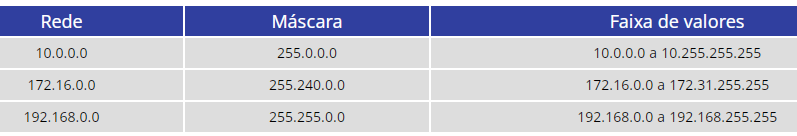 Rede Máscara Faixa de valores
10.0.0.0 255.0.0.0 10.0.0.0 a 10.255.255.255
172.16.0.0 255.240.0.0 172.16.0.0 a 172.31.255.255
192.168.0.0 255.255.0.0 192.168.0.0 a 192.168.255.255